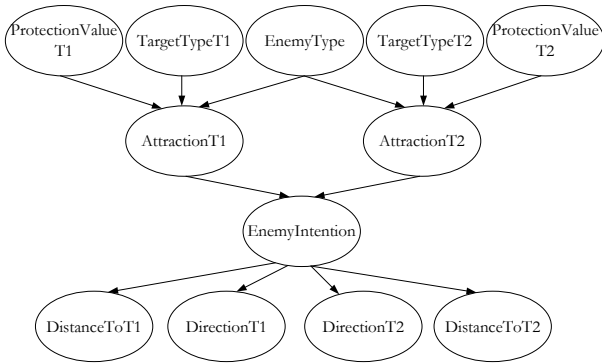 ProtectionValue
T1
TargetTypeT1
EnemyType
TargetTypeT2
ProtectionValue
T2
AttractionT1
AttractionT2
EnemyIntention
DistanceToT1
DirectionT1
DirectionT2
DistanceToT2